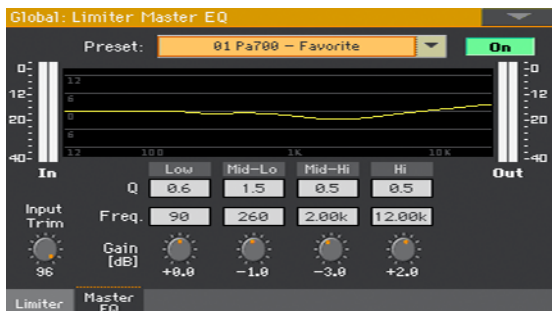 Global: Limiter Master EQ
Preset: 01 Pa700 – Favorite On
0 0
12 12 12
6
20 0 20
6
40 12 100 1K 10K 40
In Out
Low Mid-Lo Mid-Hi Hi
Q 0.6 1.5 0.5 0.5
Input Trim
Freq. 90 260 2.00k 12.00k
Gain [dB]
96 +0.0 -1.0 -3.0 +2.0
Limiter Master EQ